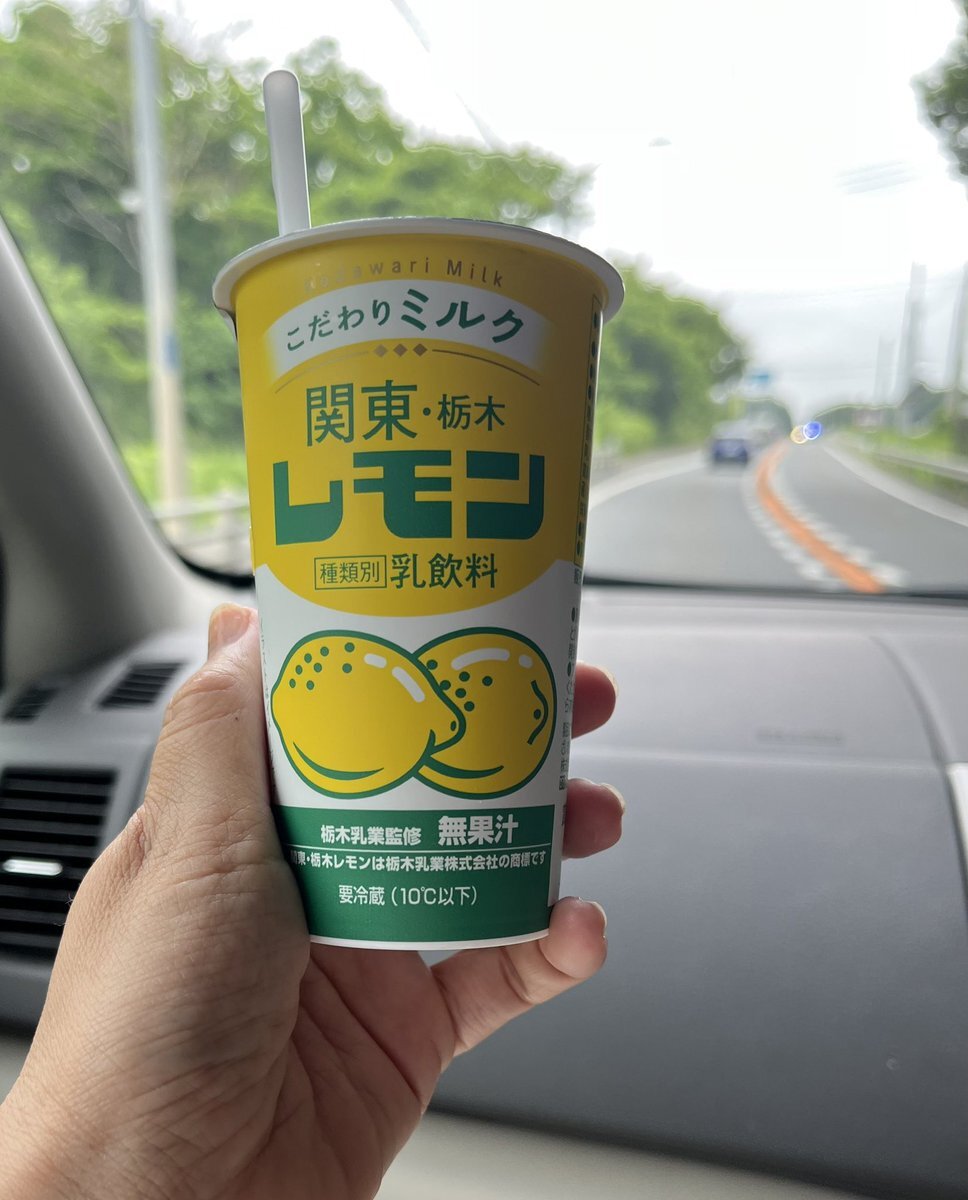 Kodawari Milk
こだわりミルク
関東・栃木
レモン
種類別 乳飲料
栃木乳業監修 無果汁
関東・栃木レモンは栃木乳業株式会社の商標です
要冷蔵(10℃以下)